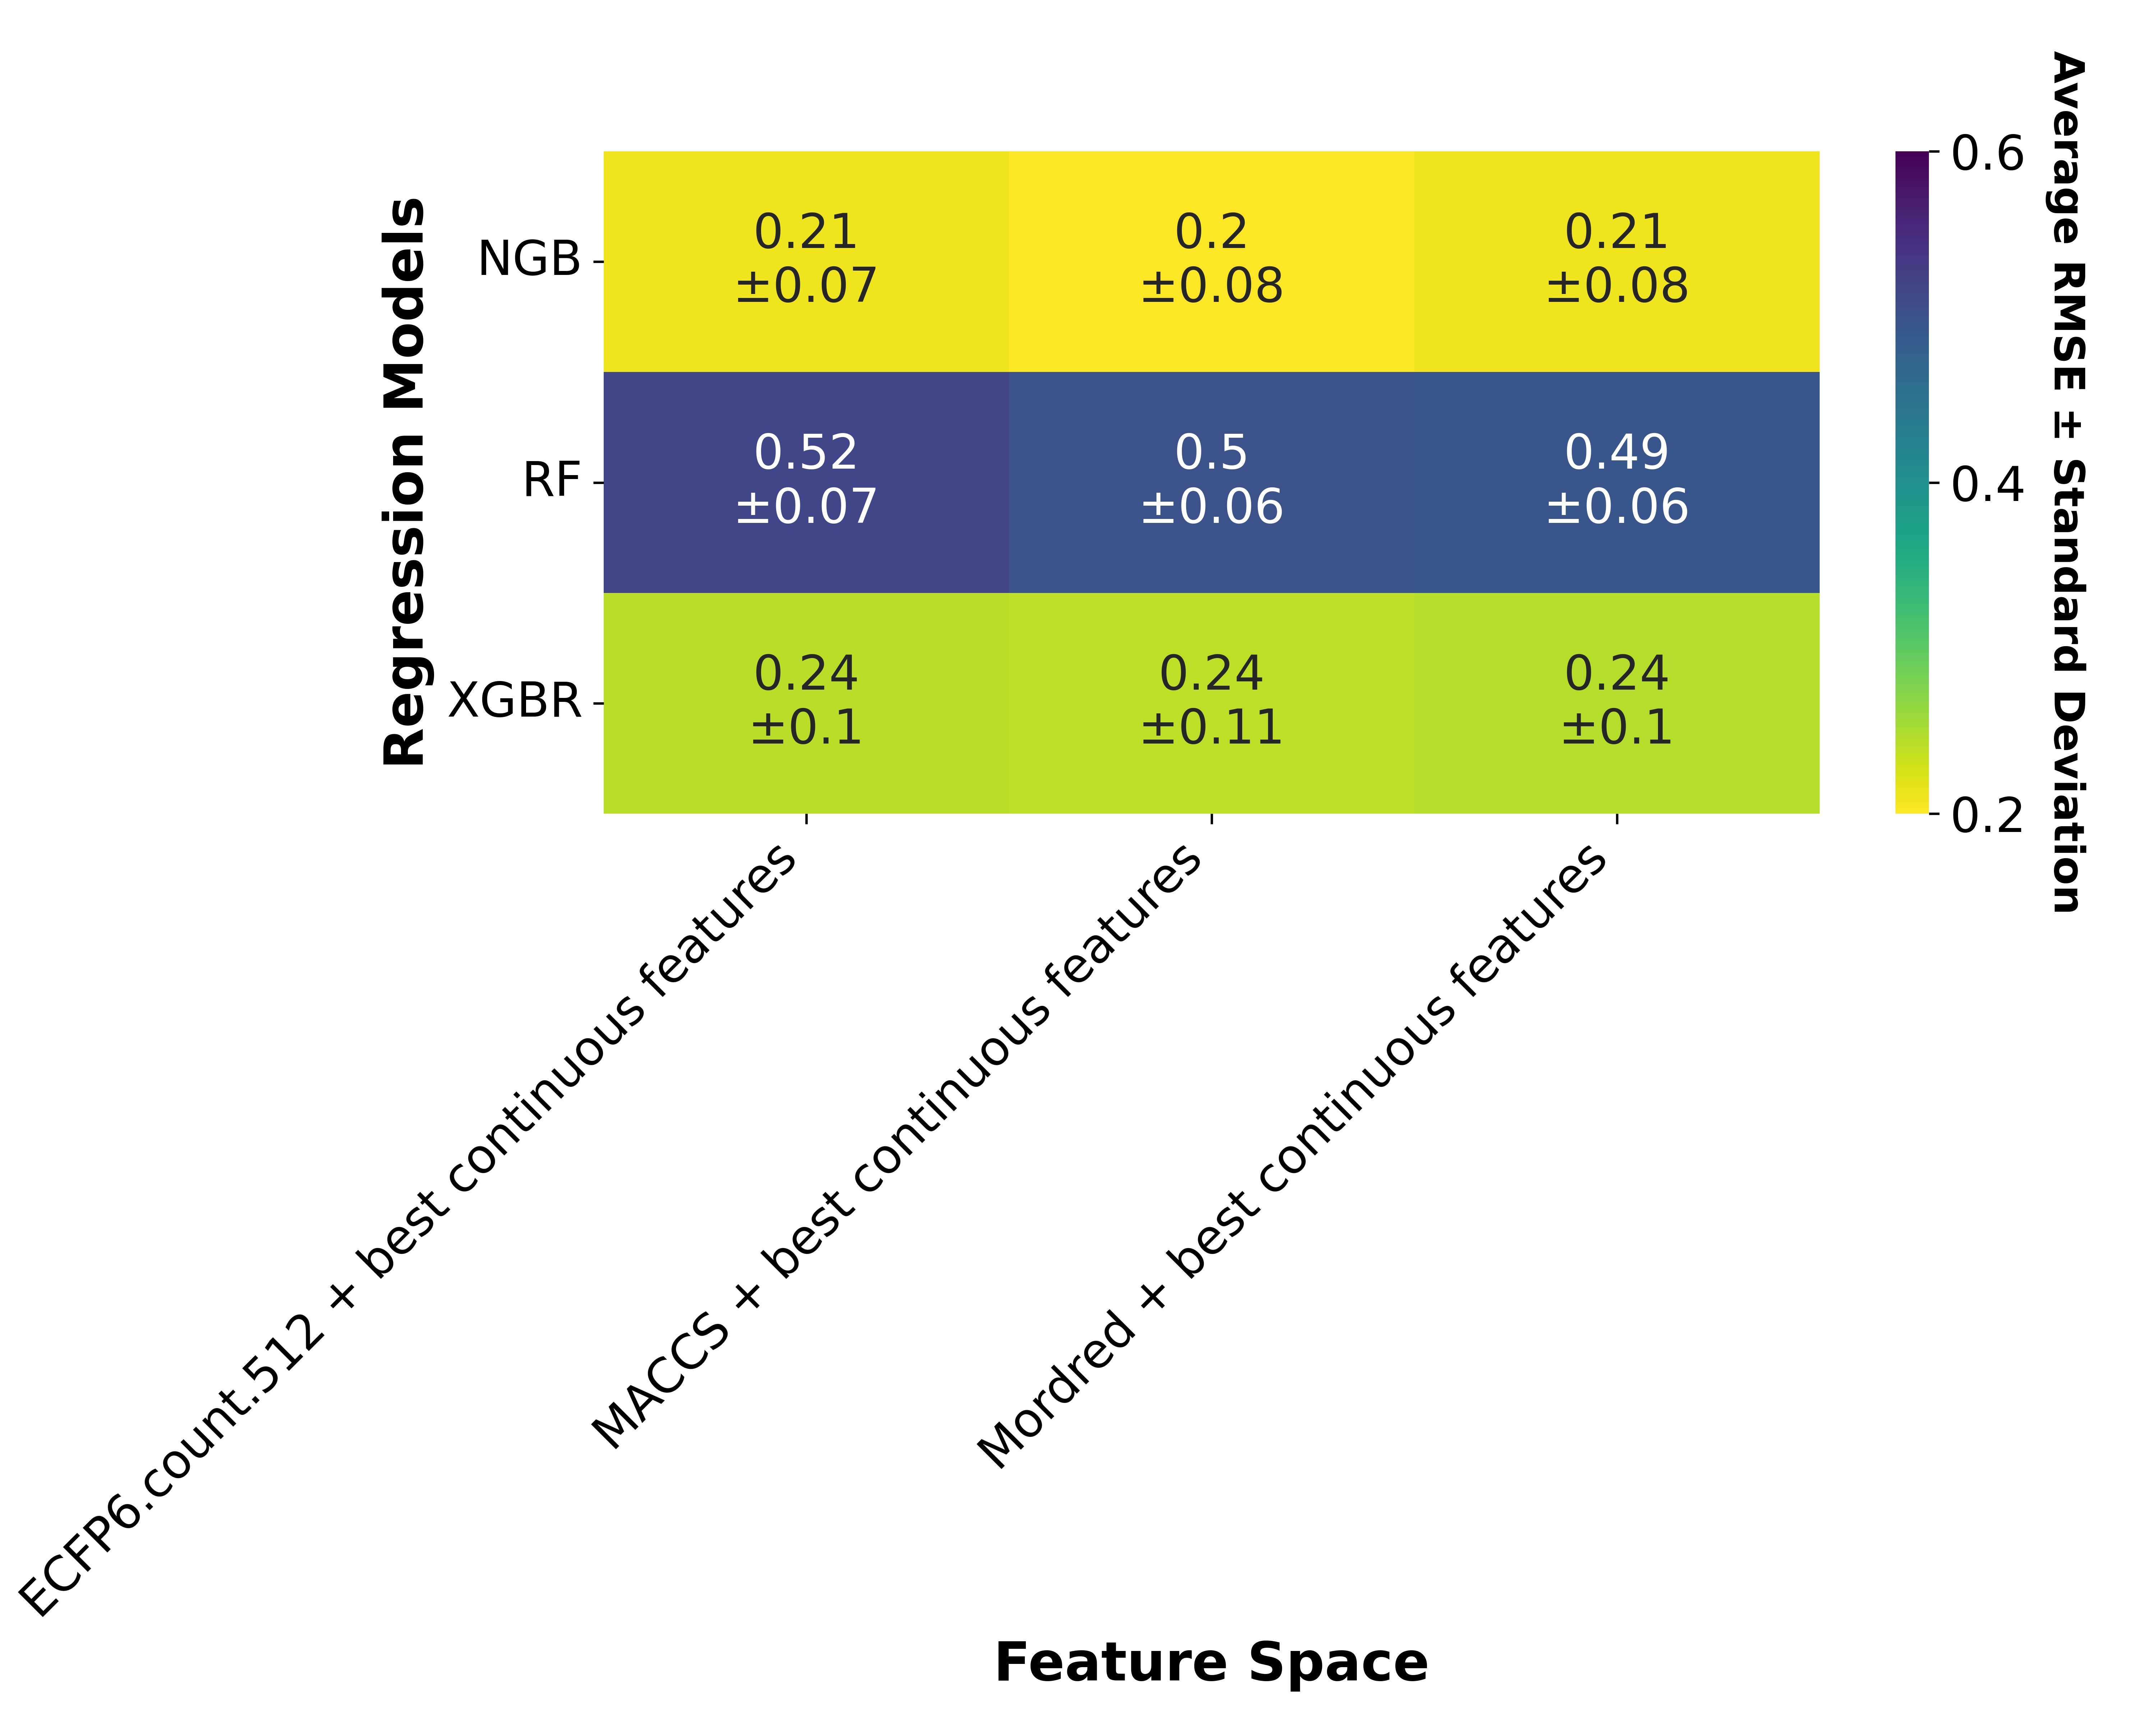 Regression Models
NGB
RF
XGBR
0.21
±0.07
0.2
±0.08
0.21
±0.08
0.52
±0.07
0.5
±0.06
0.49
±0.06
0.24
±0.1
0.24
±0.11
0.24
±0.1
ECFP6.count.512 + best continuous features
MACCS + best continuous features
Mordred + best continuous features
Feature Space
0.6
0.4
0.2
Average RMSE ± Standard Deviation